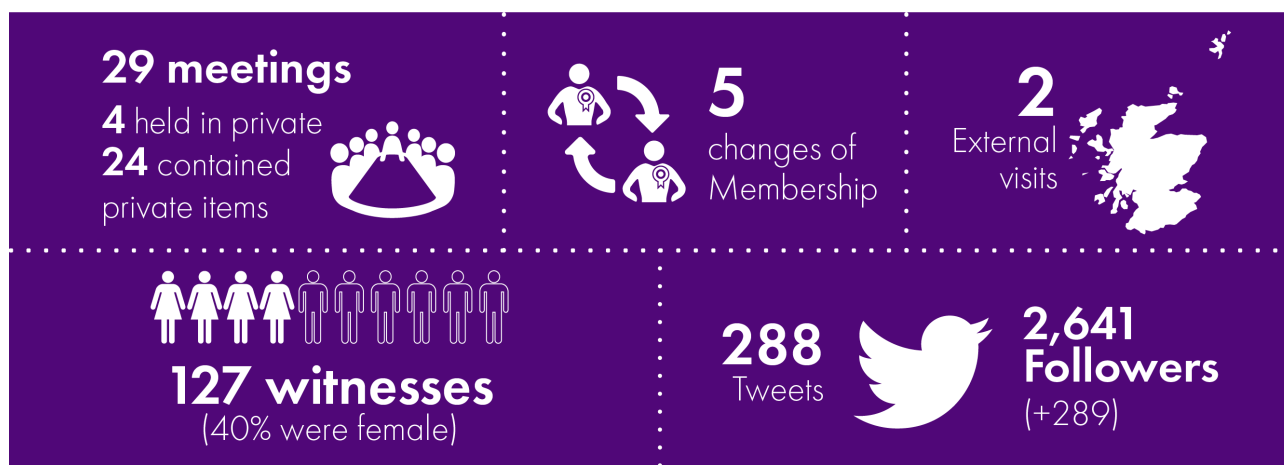 29 meetings
4 held in private
24 contained
private items
5
changes of
Membership
2
External
visits
127 witnesses
(40% were female)
288
Tweets
2,641
Followers
(+289)